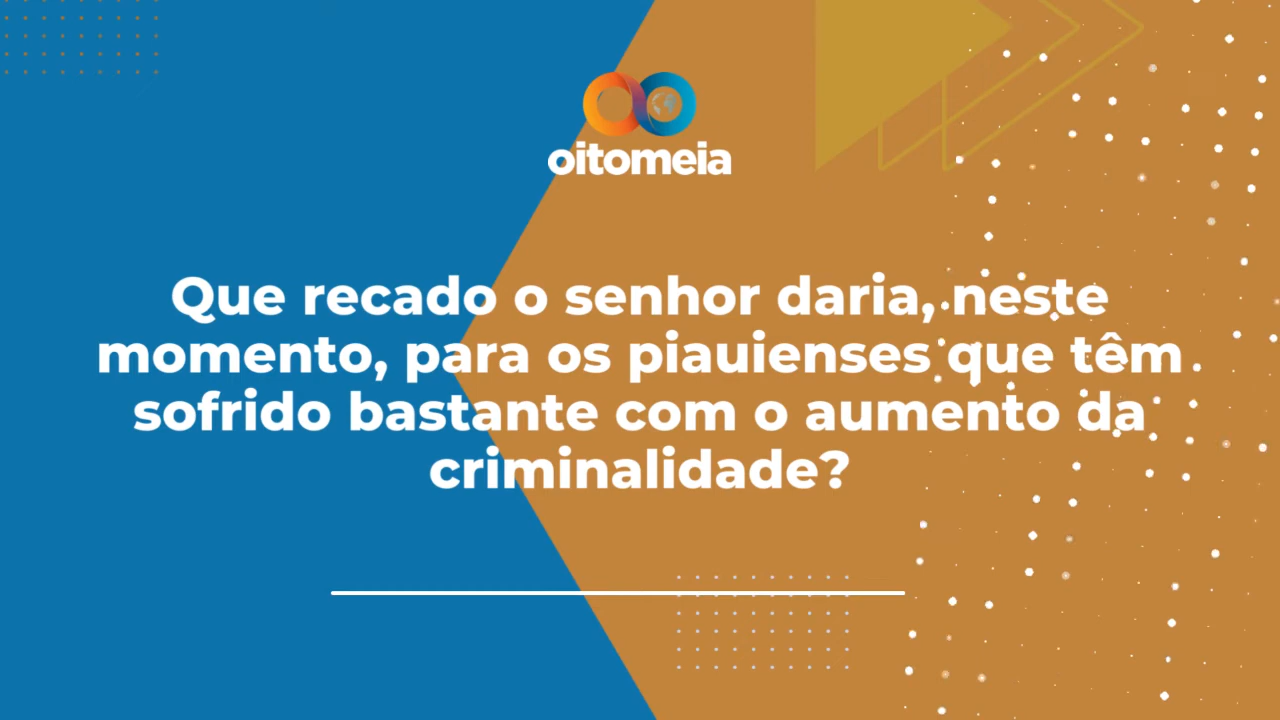 oitomeia
Que recado o senhor daria, neste
momento, para os piauienses que têm
sofrido bastante com o aumento da
criminalidade?